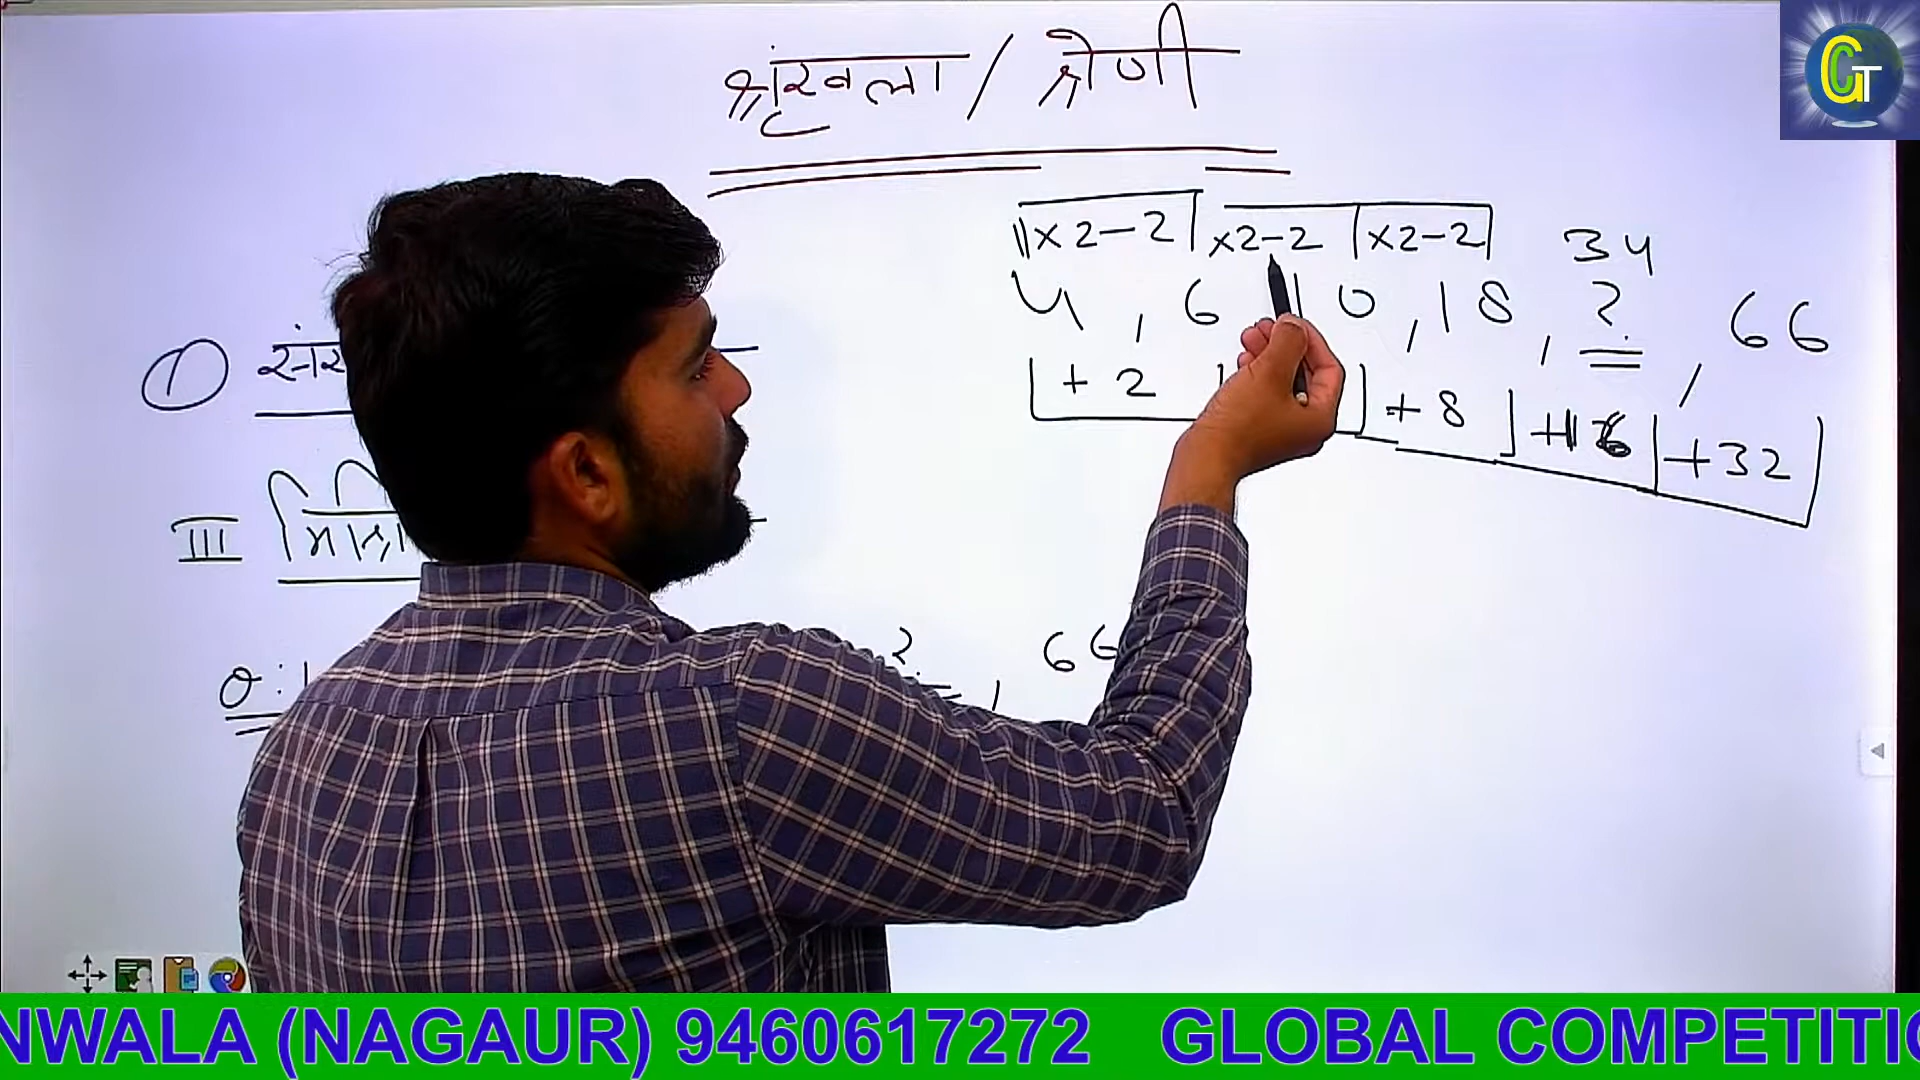 श्रृंखला / श्रेणी
×2-2 ×2-2 ×2-2 34
4 , 6 10 , 18 , ? , 66
+ 2 + 8 +16 +32
①
III
Q:1 ? , 66
GT
NWALA (NAGAUR) 9460617272 GLOBAL COMPETITI